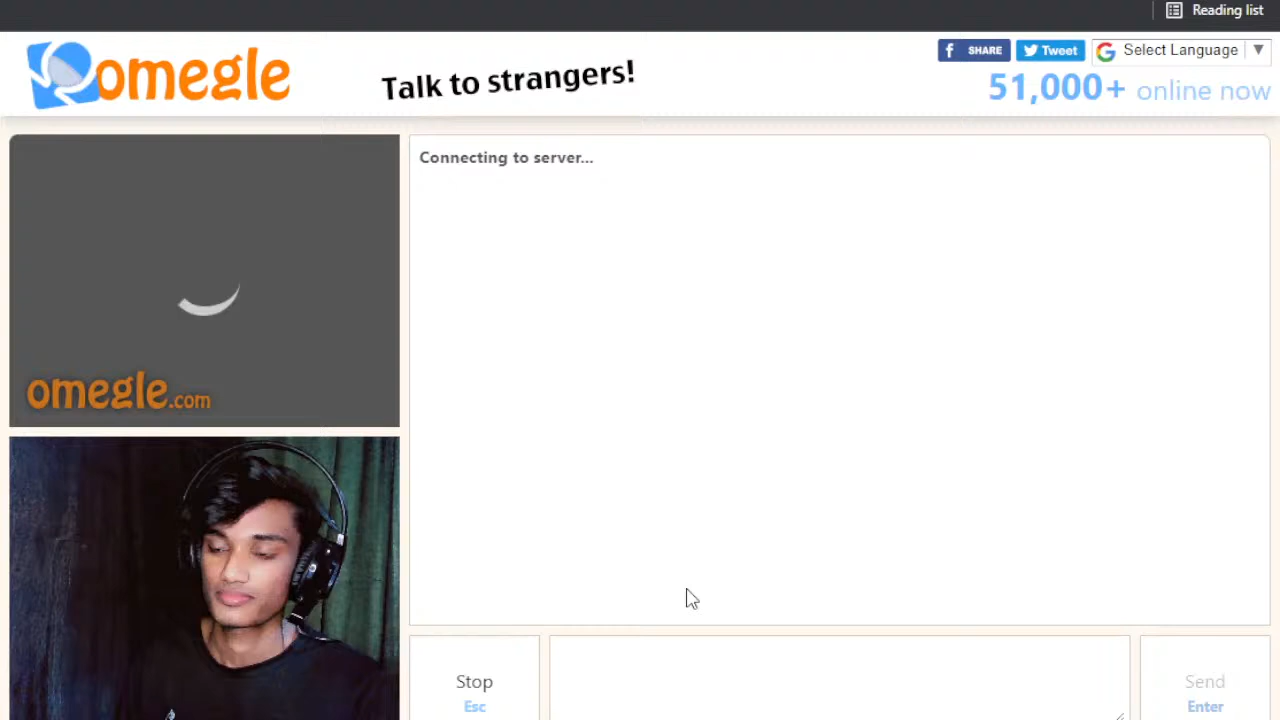 Reading list
omegle
Talk to strangers!
SHARE
Tweet
Select Language
51,000+ online now
Connecting to server...
omegle.com
Stop
Esc
Send
Enter